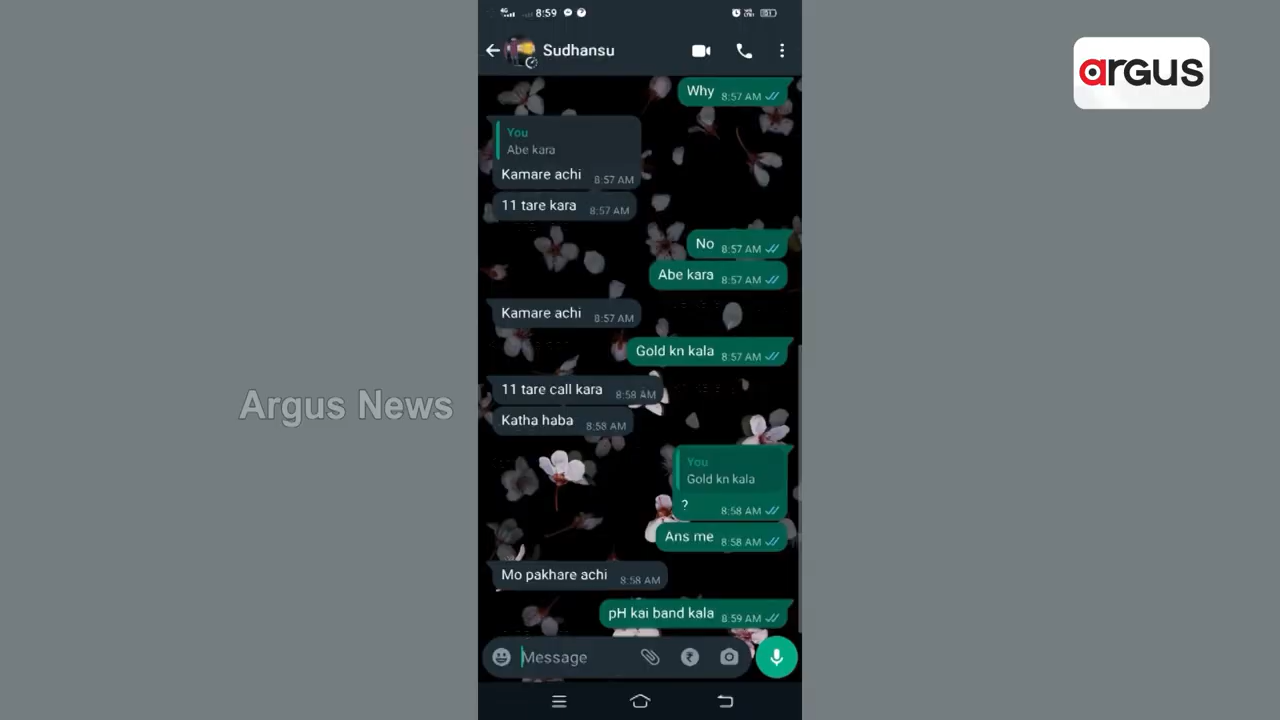 8:59
argus
Sudhansu
Why 8:57 AM
You
Abe kara
Kamare achi 8:57 AM
11 tare kara 8:57 AM
No 8:57 AM
Abe kara 8:57 AM
Kamare achi 8:57 AM
Gold kn kala 8:57 AM
11 tare call kara 8:58 AM
Argus News
Katha haba 8:58 AM
You
Gold kn kala
? 8:58 AM
Ans me 8:58 AM
Mo pakhare achi 8:58 AM
pH kai band kala 8:59 AM
Message